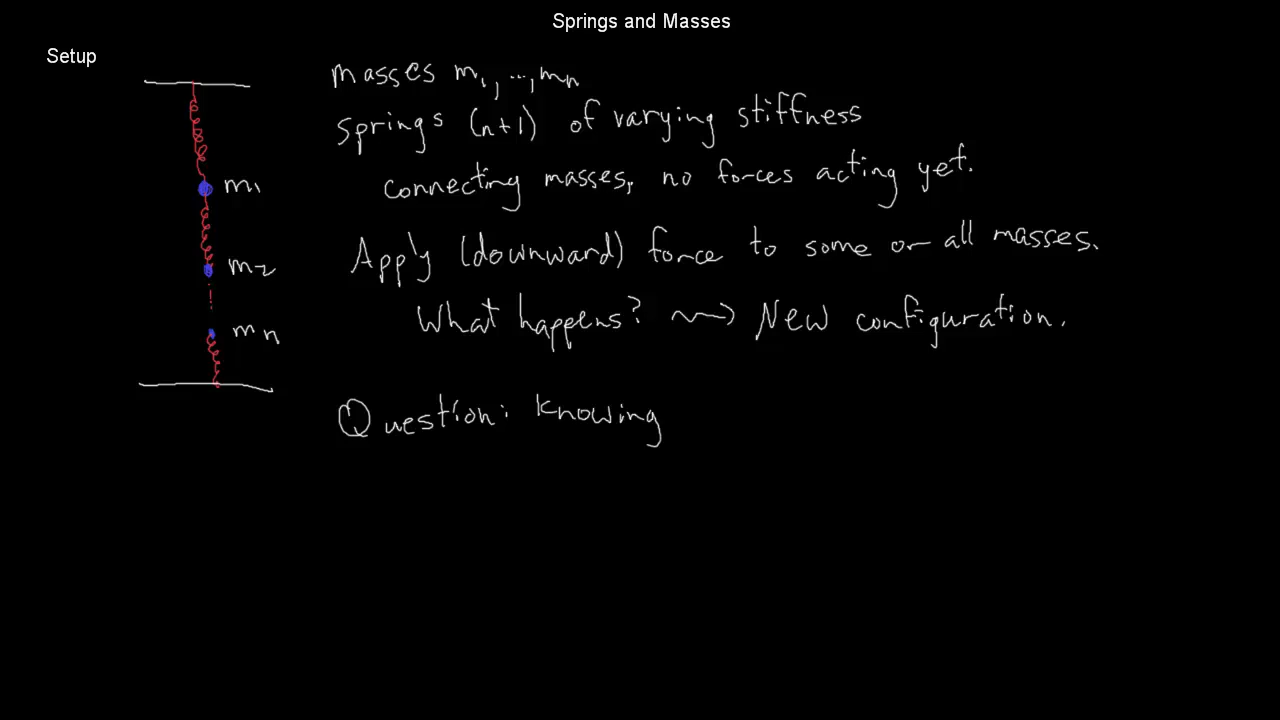 Springs and Masses
Setup
masses m₁, ..., mₙ
springs (n+1) of varying stiffness
connecting masses, no forces acting yet.
m₁
Apply (downward) force to some or all masses.
m₂
What happens? ⇝ New configuration.
mₙ
Question: knowing